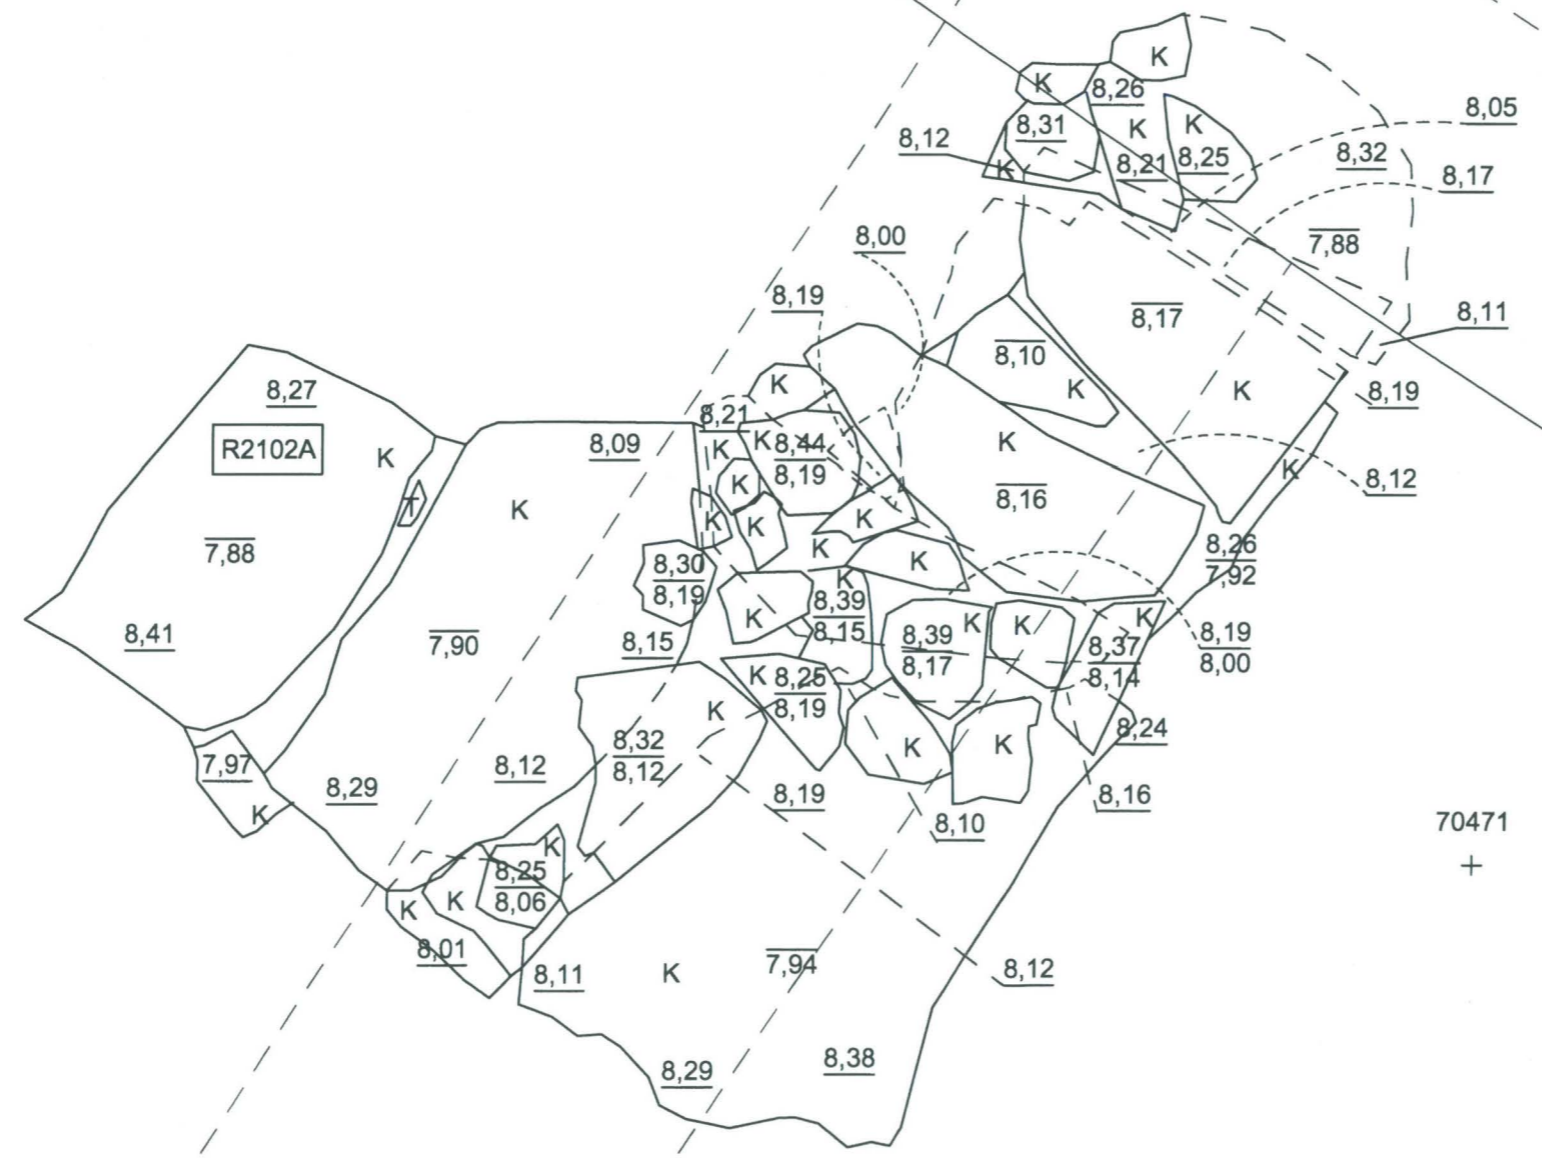 K
K
8,26
8,05
8,31
K
K
8,12
8,21
8,25
8,32
K
8,17
8,00
7,88
8,19
8,17
8,11
8,10
K
K
8,27
K
8,19
8,21
8,09
K
8,44
K
R2102A
K
K
K
8,19
K
8,12
T
K
K
8,16
K
K
K
7,88
K
8,26
7,92
K
8,30
8,19
K
8,39
8,15
K
K
K
K
8,41
7,90
8,15
8,39
8,17
8,37
8,14
8,19
8,00
K
8,25
8,19
K
8,32
8,12
K
K
8,24
7,97
8,12
8,29
8,19
8,16
K
8,10
70471
K
8,25
8,06
K
K
8,01
8,11
K
7,94
8,12
8,29
8,38